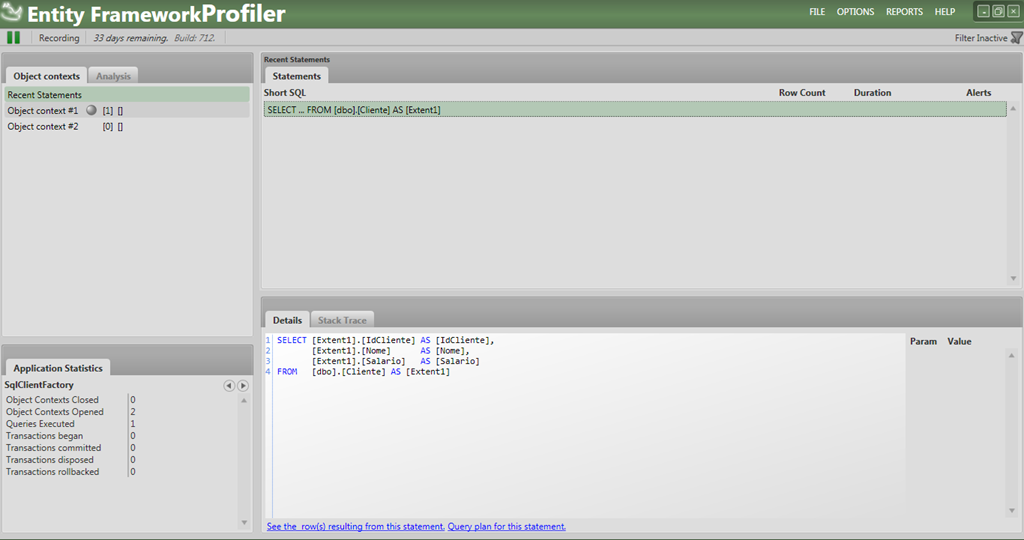 Entity FrameworkProfiler
FILE OPTIONS REPORTS HELP
Recording 33 days remaining. Build: 712.
Filter Inactive
Object contexts Analysis
Recent Statements
Object context #1 [1] []
Object context #2 [0] []
Recent Statements
Statements
Short SQL Row Count Duration Alerts
SELECT ... FROM [dbo].[Cliente] AS [Extent1]
Application Statistics
SqlClientFactory
Object Contexts Closed 0
Object Contexts Opened 2
Queries Executed 1
Transactions began 0
Transactions committed 0
Transactions disposed 0
Transactions rollbacked 0
Details Stack Trace
1 SELECT [Extent1].[IdCliente] AS [IdCliente],
2 [Extent1].[Nome] AS [Nome],
3 [Extent1].[Salario] AS [Salario]
4 FROM [dbo].[Cliente] AS [Extent1]
Param Value
See the row(s) resulting from this statement. Query plan for this statement.